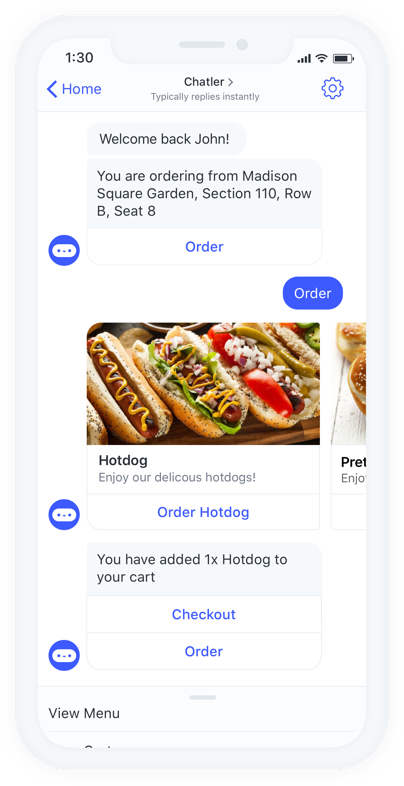 1:30
Home
Chatler >
Typically replies instantly
Welcome back John!
You are ordering from Madison
Square Garden, Section 110, Row
B, Seat 8
Order
Order
Hotdog
Enjoy our delicous hotdogs!
Order Hotdog
Pret
Enjo
You have added 1x Hotdog to
your cart
Checkout
Order
View Menu